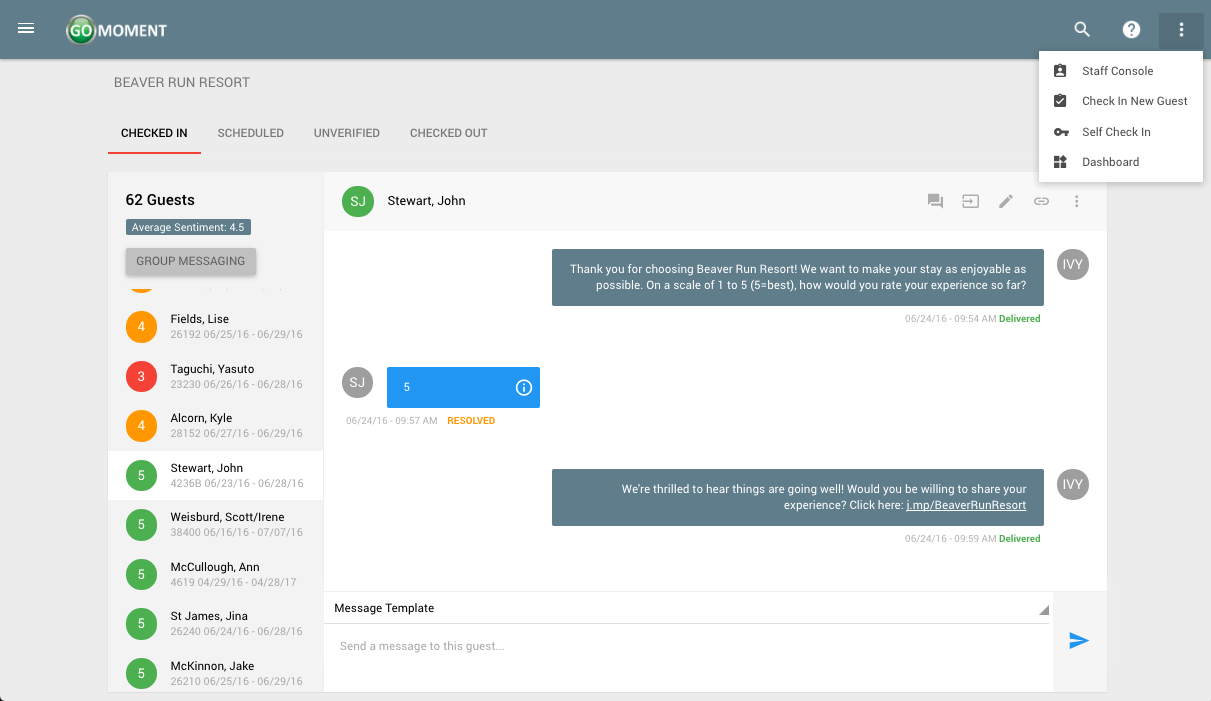 GOMOMENT
Staff Console
Check In New Guest
Self Check In
Dashboard
BEAVER RUN RESORT
CHECKED IN
SCHEDULED
UNVERIFIED
CHECKED OUT
62 Guests
Average Sentiment: 4.5
GROUP MESSAGING
4
Fields, Lise
26192 06/25/16 - 06/29/16
3
Taguchi, Yasuto
23230 06/26/16 - 06/28/16
4
Alcorn, Kyle
28152 06/27/16 - 06/29/16
5
Stewart, John
4236B 06/23/16 - 06/28/16
5
Weisburd, Scott/Irene
38400 06/16/16 - 07/07/16
5
McCullough, Ann
4619 04/29/16 - 04/28/17
5
St James, Jina
26240 06/24/16 - 06/28/16
5
McKinnon, Jake
26210 06/25/16 - 06/29/16
SJ
Stewart, John
Thank you for choosing Beaver Run Resort! We want to make your stay as enjoyable as
possible. On a scale of 1 to 5 (5=best), how would you rate your experience so far?
IVY
06/24/16 - 09:54 AM Delivered
SJ
5
06/24/16 - 09:57 AM RESOLVED
We're thrilled to hear things are going well! Would you be willing to share your
experience? Click here: j.mp/BeaverRunResort
IVY
06/24/16 - 09:59 AM Delivered
Message Template
Send a message to this guest...